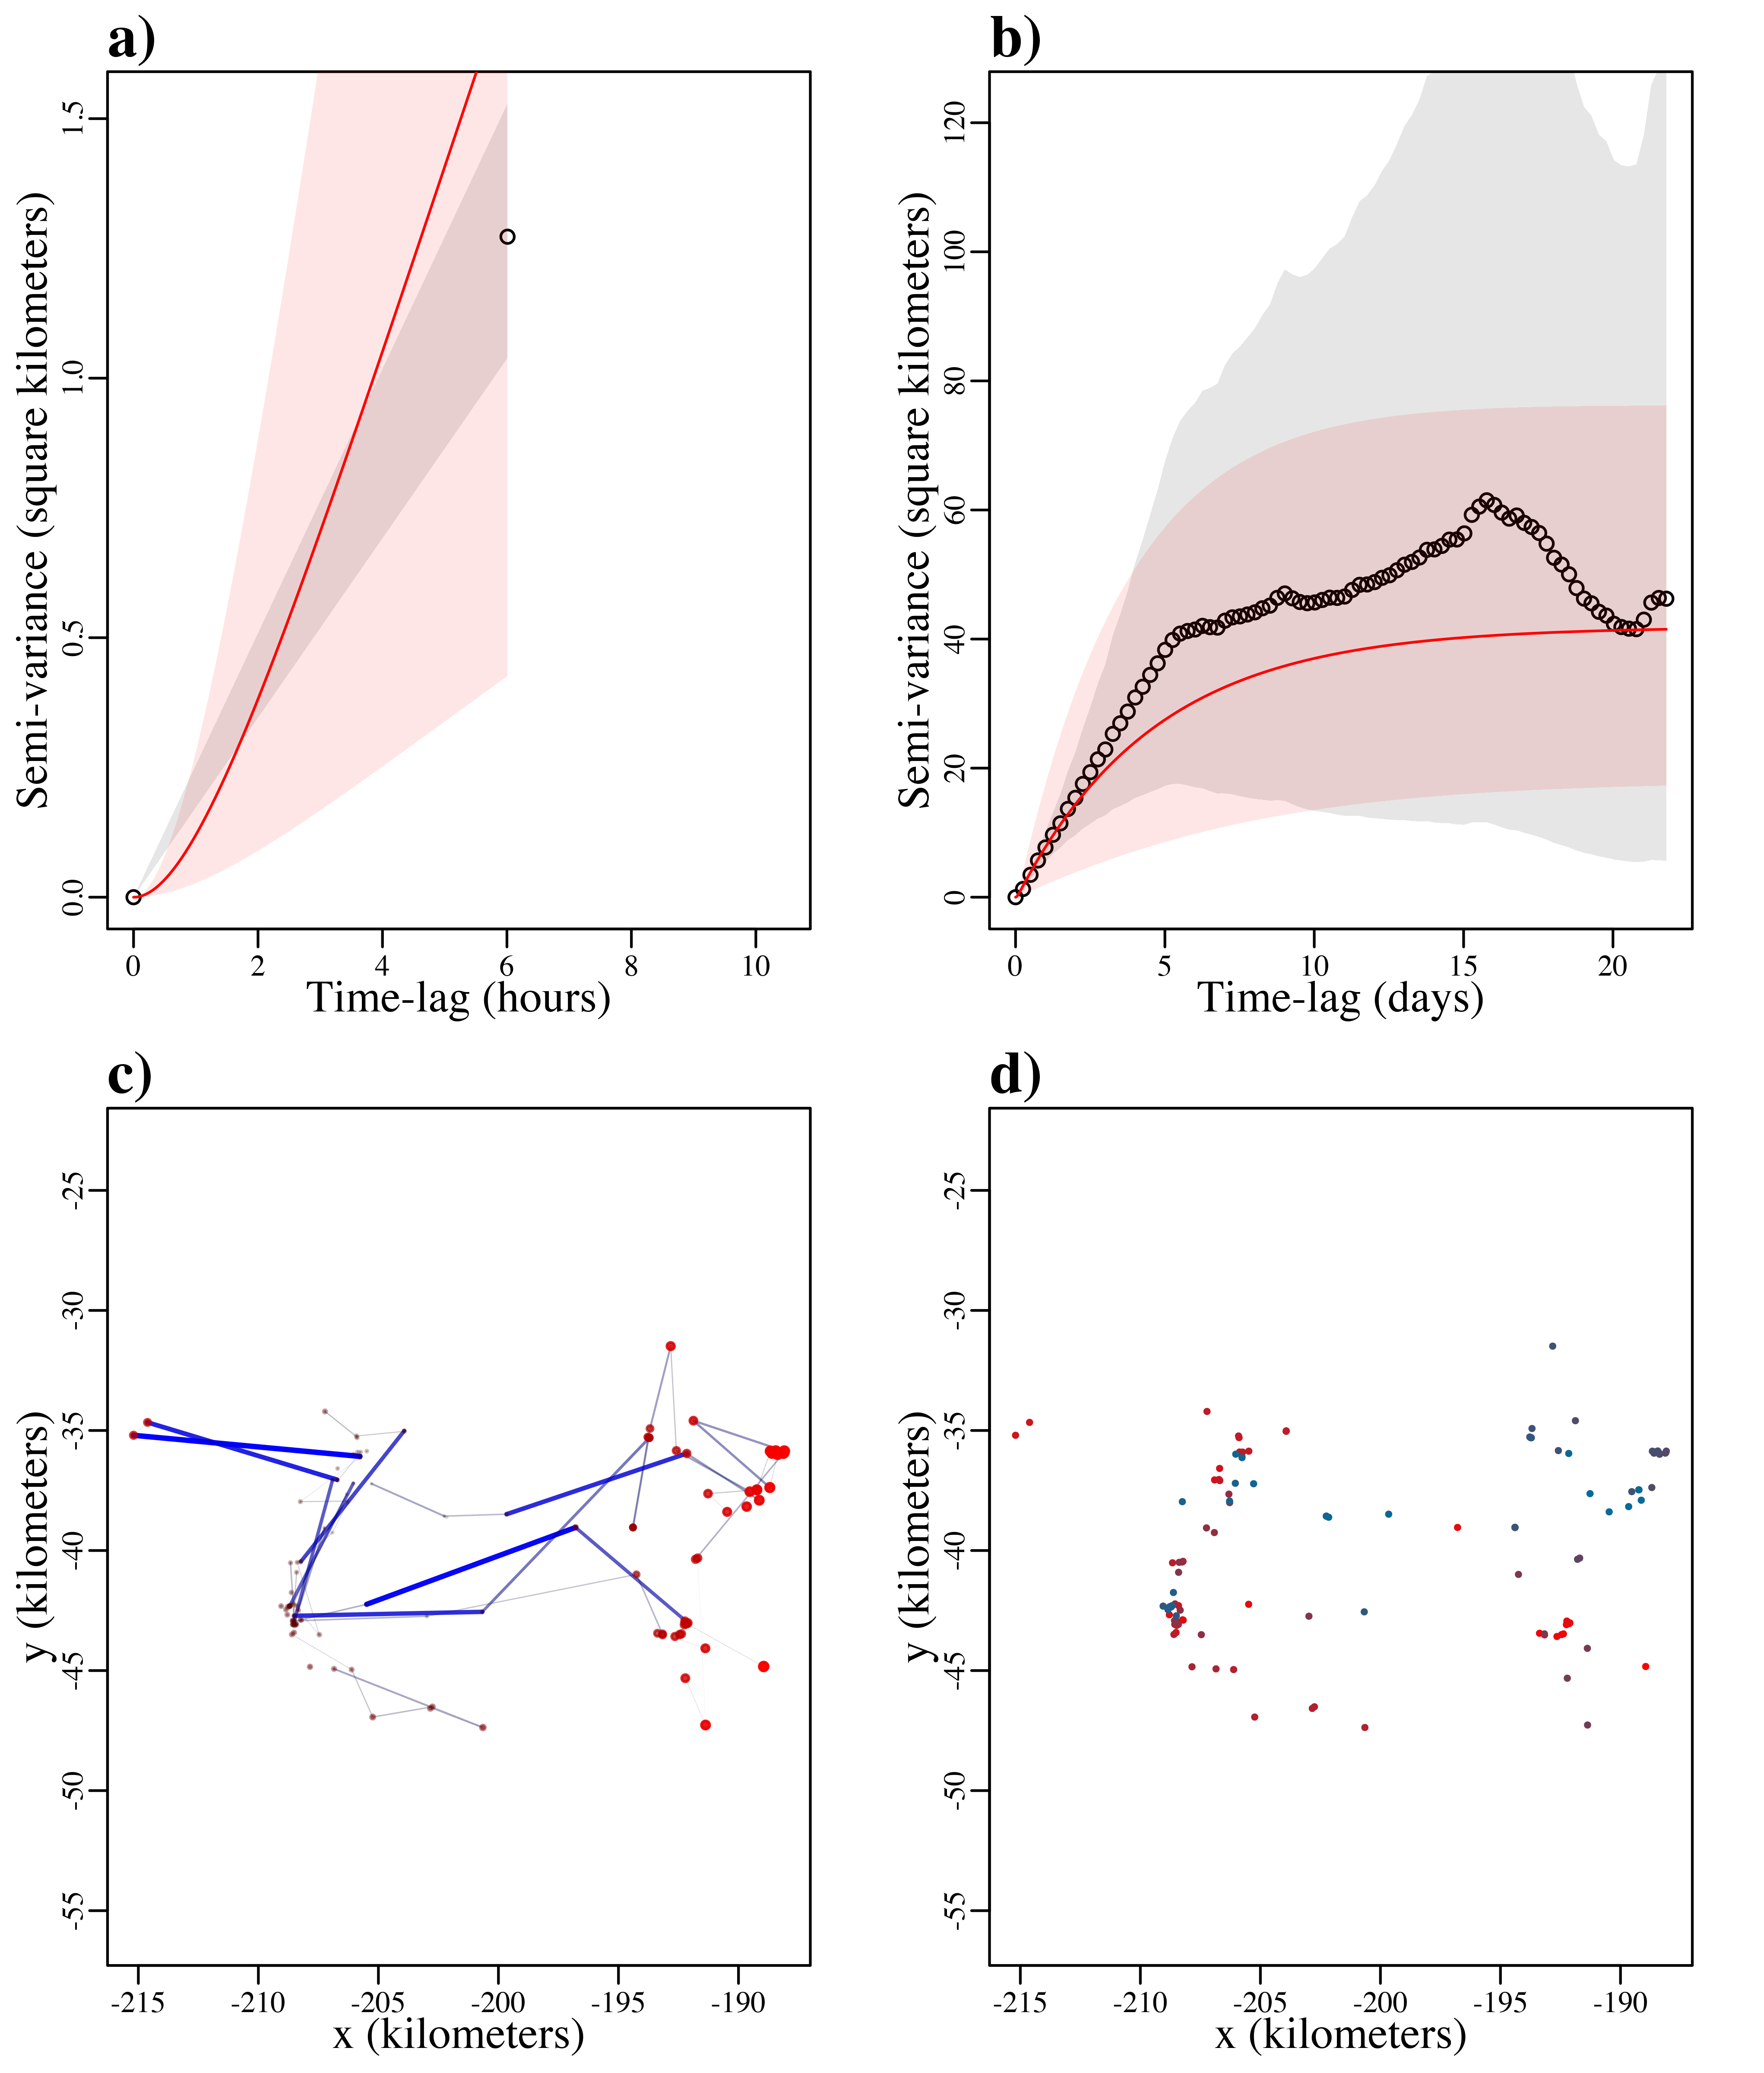 a)
Semi-variance (square kilometers)
0.0 0.5 1.0 1.5
0 2 4 6 8 10
Time-lag (hours)
b)
Semi-variance (square kilometers)
0 20 40 60 80 100 120
0 5 10 15 20
Time-lag (days)
c)
y (kilometers)
-55 -50 -45 -40 -35 -30 -25
-215 -210 -205 -200 -195 -190
x (kilometers)
d)
y (kilometers)
-55 -50 -45 -40 -35 -30 -25
-215 -210 -205 -200 -195 -190
x (kilometers)